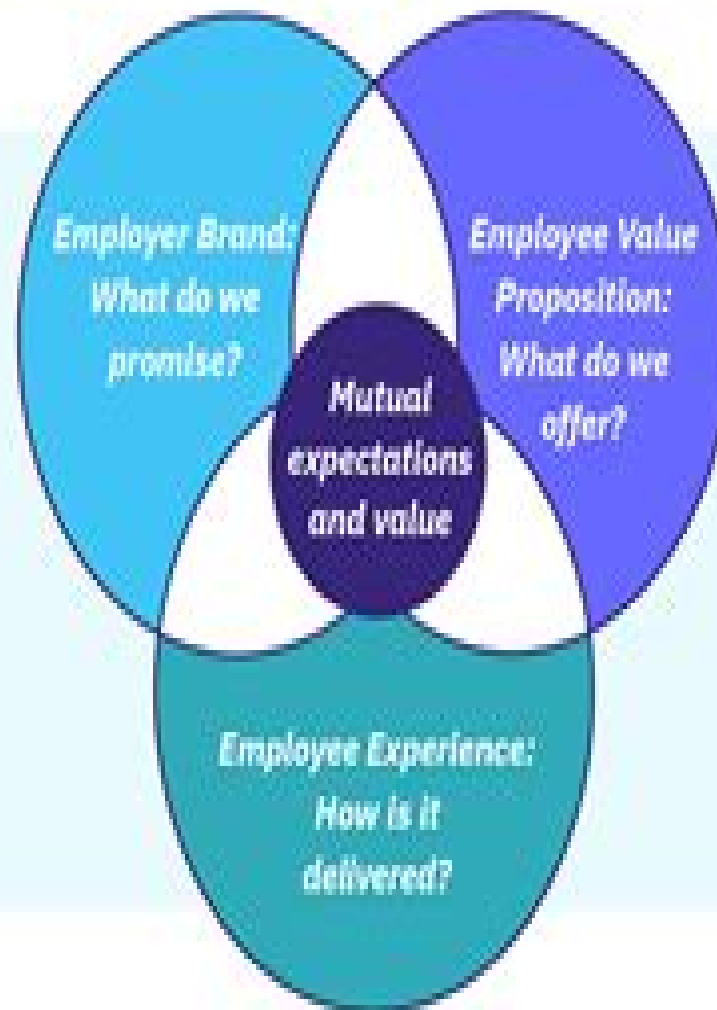 Employer Brand:
What do we
promise?
Employee Value
Proposition:
What do we
offer?
Mutual
expectations
and value
Employee Experience:
How is it
delivered?